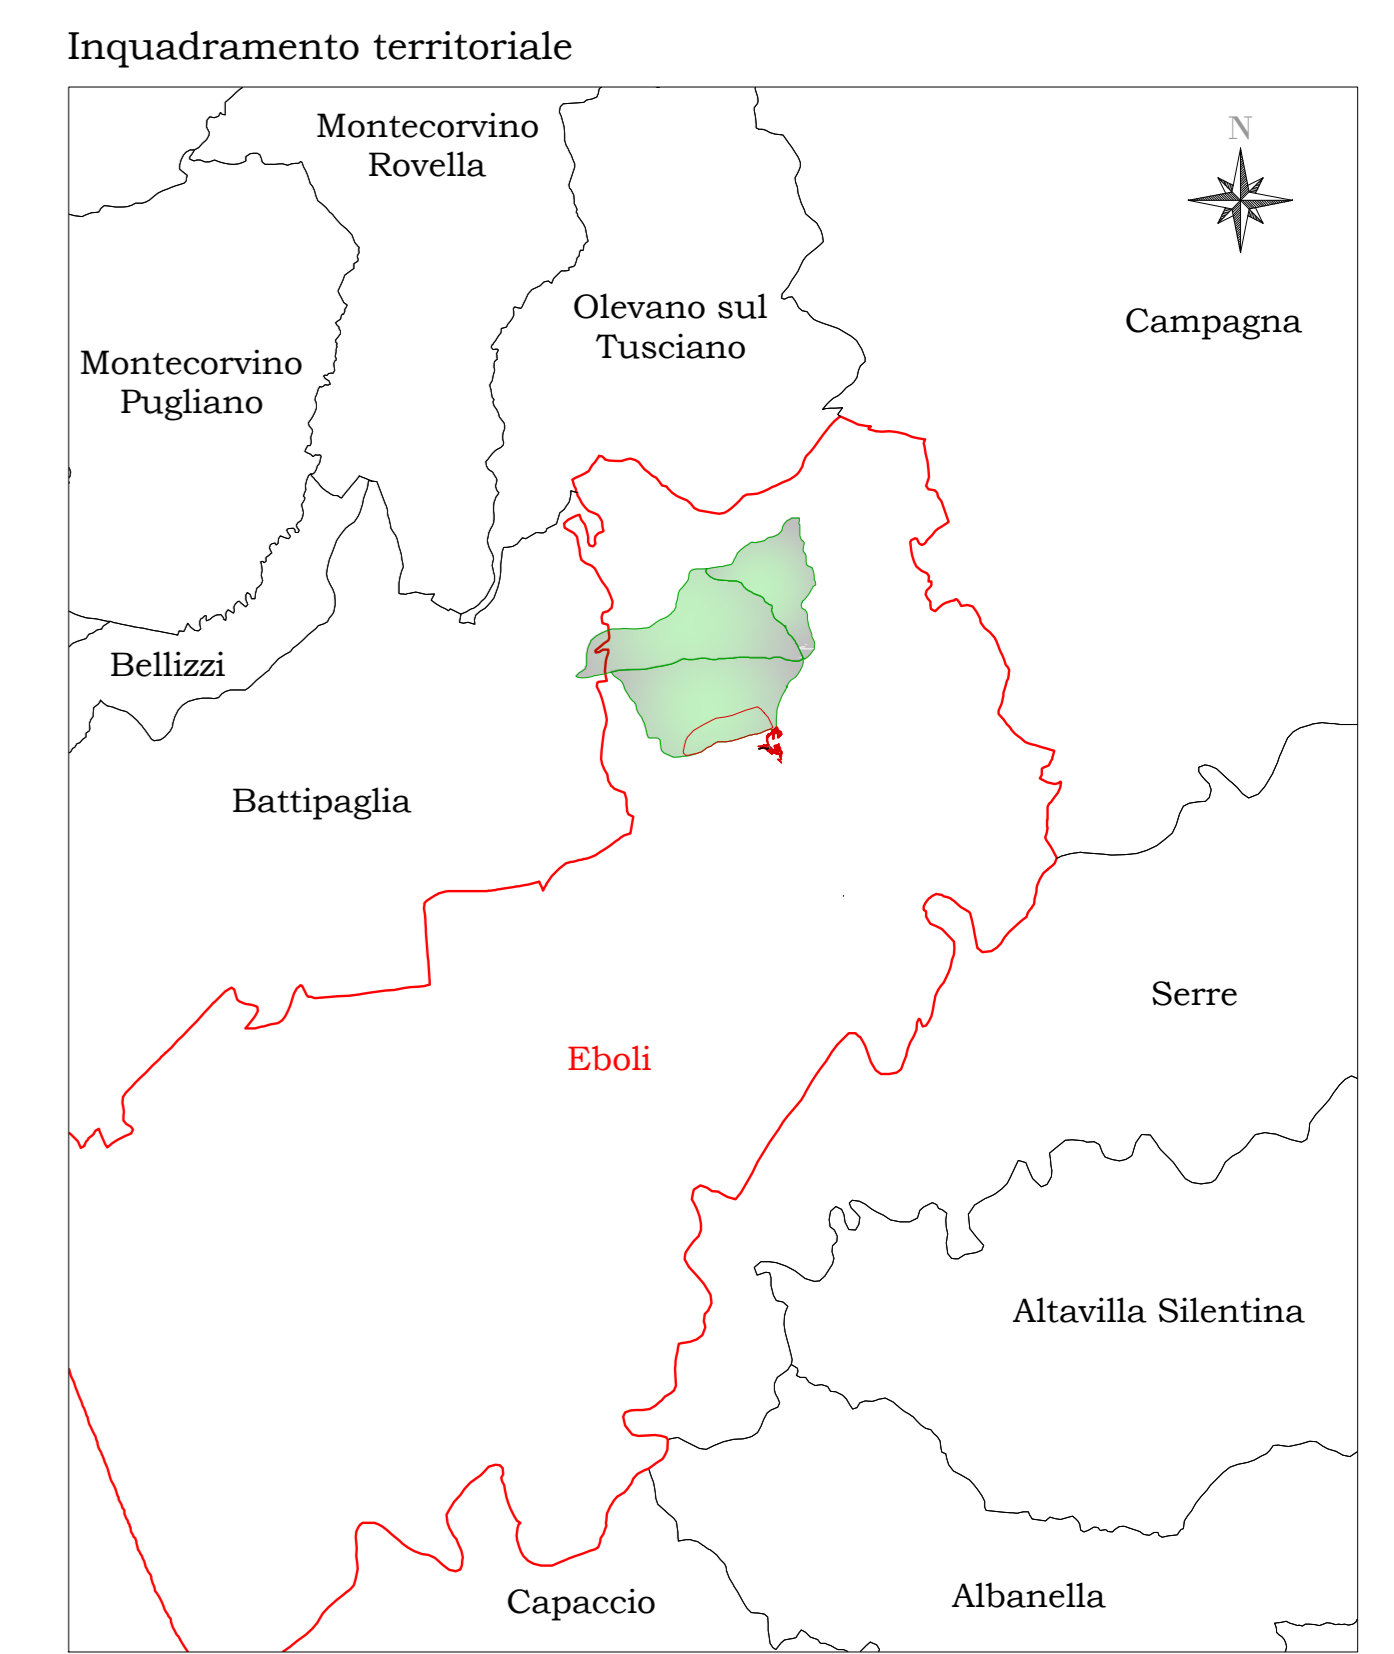 Inquadramento territoriale
Montecorvino
Rovella
N
Olevano sul
Tusciano
Campagna
Montecorvino
Pugliano
Bellizzi
Battipaglia
Serre
Eboli
Altavilla Silentina
Albanella
Capaccio